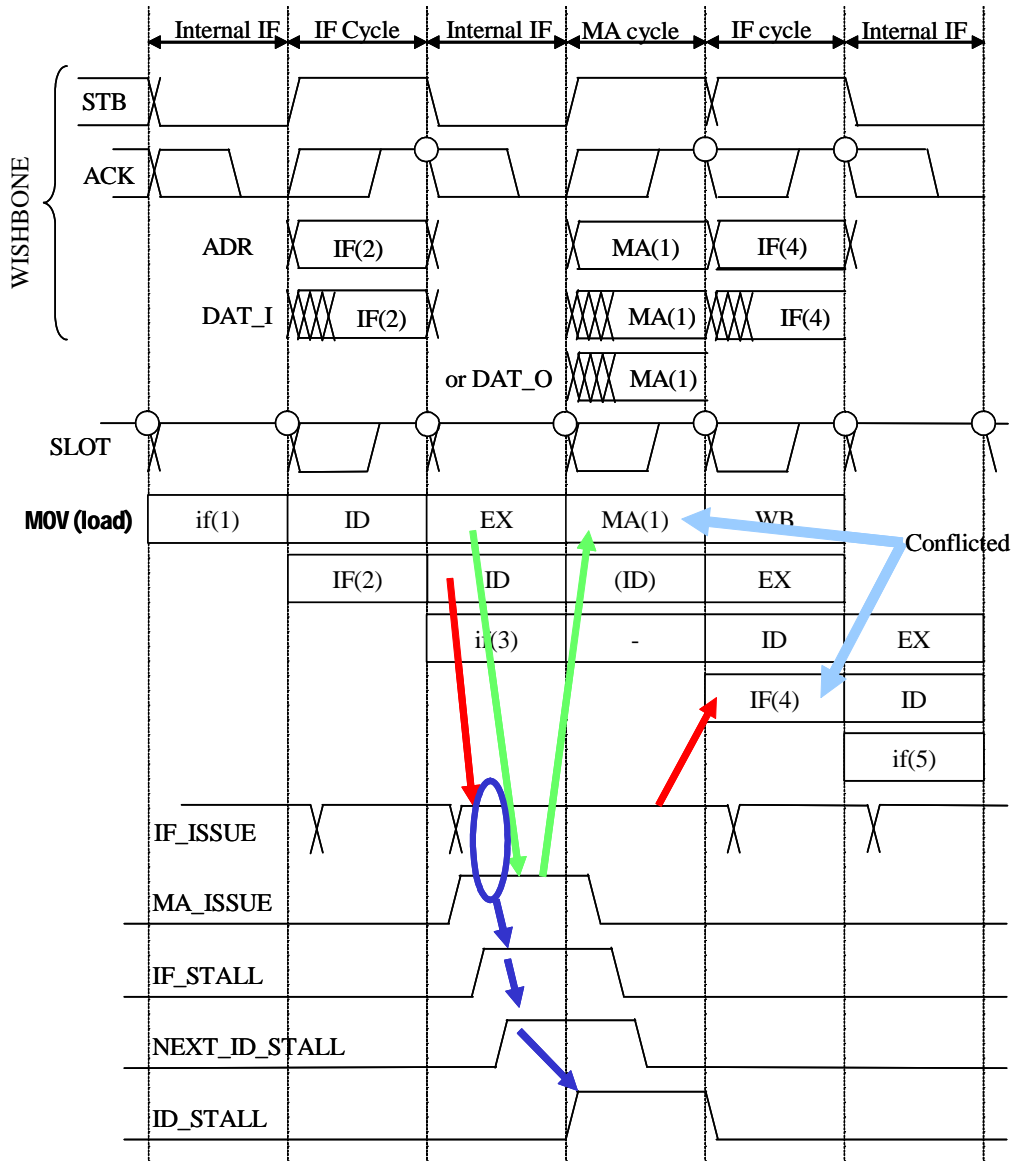 Internal IF IF Cycle Internal IF MA cycle IF cycle Internal IF
WISHBONE
STB
ACK
ADR IF(2) MA(1) IF(4)
DAT_I IF(2) MA(1) IF(4)
or DAT_O MA(1)
SLOT
MOV (load) if(1) ID EX MA(1) WB
Conflicted
IF(2) ID (ID) EX
if(3) - ID EX
IF(4) ID
if(5)
IF_ISSUE
MA_ISSUE
IF_STALL
NEXT_ID_STALL
ID_STALL